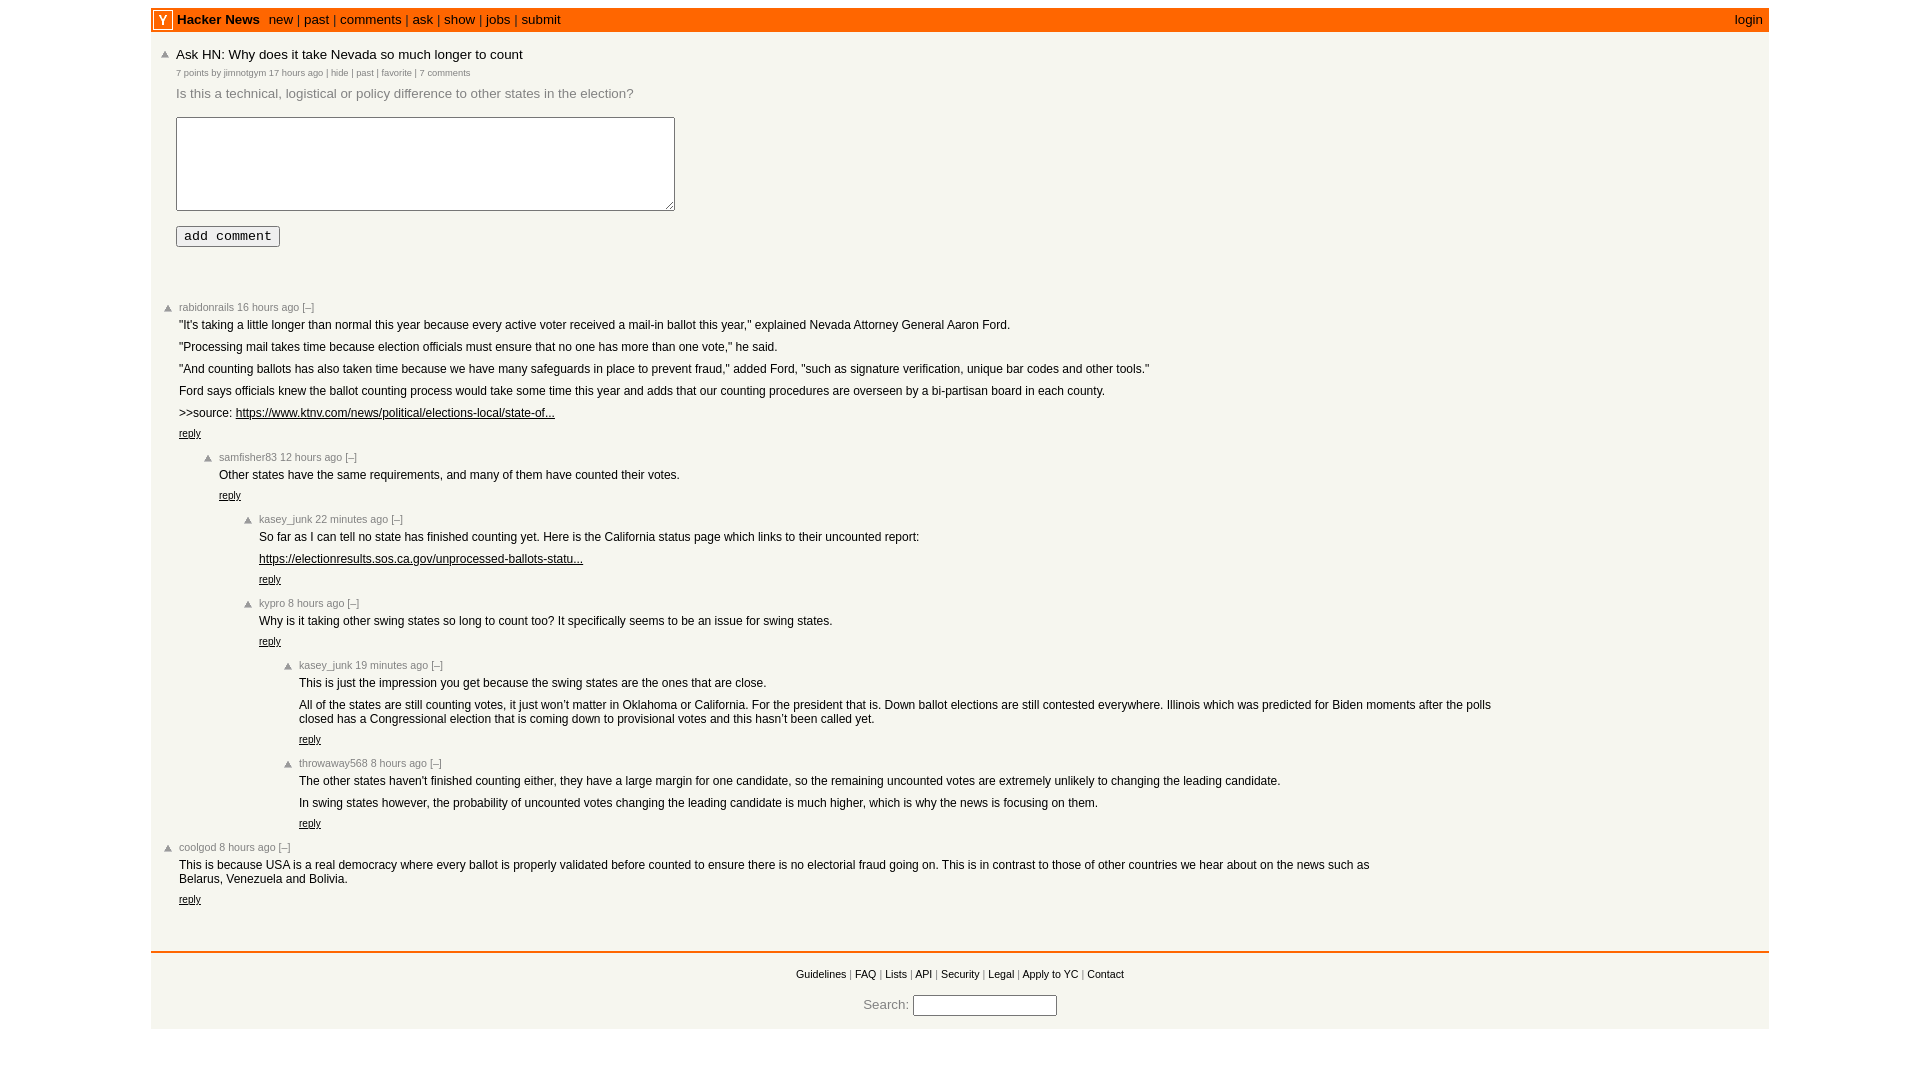 Y Hacker News new | past | comments | ask | show | jobs | submit login
Ask HN: Why does it take Nevada so much longer to count
7 points by jimnotgym 17 hours ago | hide | past | favorite | 7 comments
Is this a technical, logistical or policy difference to other states in the election?
add comment
rabidonrails 16 hours ago [–]
"It's taking a little longer than normal this year because every active voter received a mail-in ballot this year," explained Nevada Attorney General Aaron Ford.
"Processing mail takes time because election officials must ensure that no one has more than one vote," he said.
"And counting ballots has also taken time because we have many safeguards in place to prevent fraud," added Ford, "such as signature verification, unique bar codes and other tools."
Ford says officials knew the ballot counting process would take some time this year and adds that our counting procedures are overseen by a bi-partisan board in each county.
>>source: https://www.ktnv.com/news/political/elections-local/state-of...
reply
samfisher83 12 hours ago [–]
Other states have the same requirements, and many of them have counted their votes.
reply
kasey_junk 22 minutes ago [–]
So far as I can tell no state has finished counting yet. Here is the California status page which links to their uncounted report:
https://electionresults.sos.ca.gov/unprocessed-ballots-statu...
reply
kypro 8 hours ago [–]
Why is it taking other swing states so long to count too? It specifically seems to be an issue for swing states.
reply
kasey_junk 19 minutes ago [–]
This is just the impression you get because the swing states are the ones that are close.
All of the states are still counting votes, it just won’t matter in Oklahoma or California. For the president that is. Down ballot elections are still contested everywhere. Illinois which was predicted for Biden moments after the polls
closed has a Congressional election that is coming down to provisional votes and this hasn’t been called yet.
reply
throwaway568 8 hours ago [–]
The other states haven't finished counting either, they have a large margin for one candidate, so the remaining uncounted votes are extremely unlikely to changing the leading candidate.
In swing states however, the probability of uncounted votes changing the leading candidate is much higher, which is why the news is focusing on them.
reply
coolgod 8 hours ago [–]
This is because USA is a real democracy where every ballot is properly validated before counted to ensure there is no electorial fraud going on. This is in contrast to those of other countries we hear about on the news such as
Belarus, Venezuela and Bolivia.
reply
Guidelines | FAQ | Lists | API | Security | Legal | Apply to YC | Contact
Search: